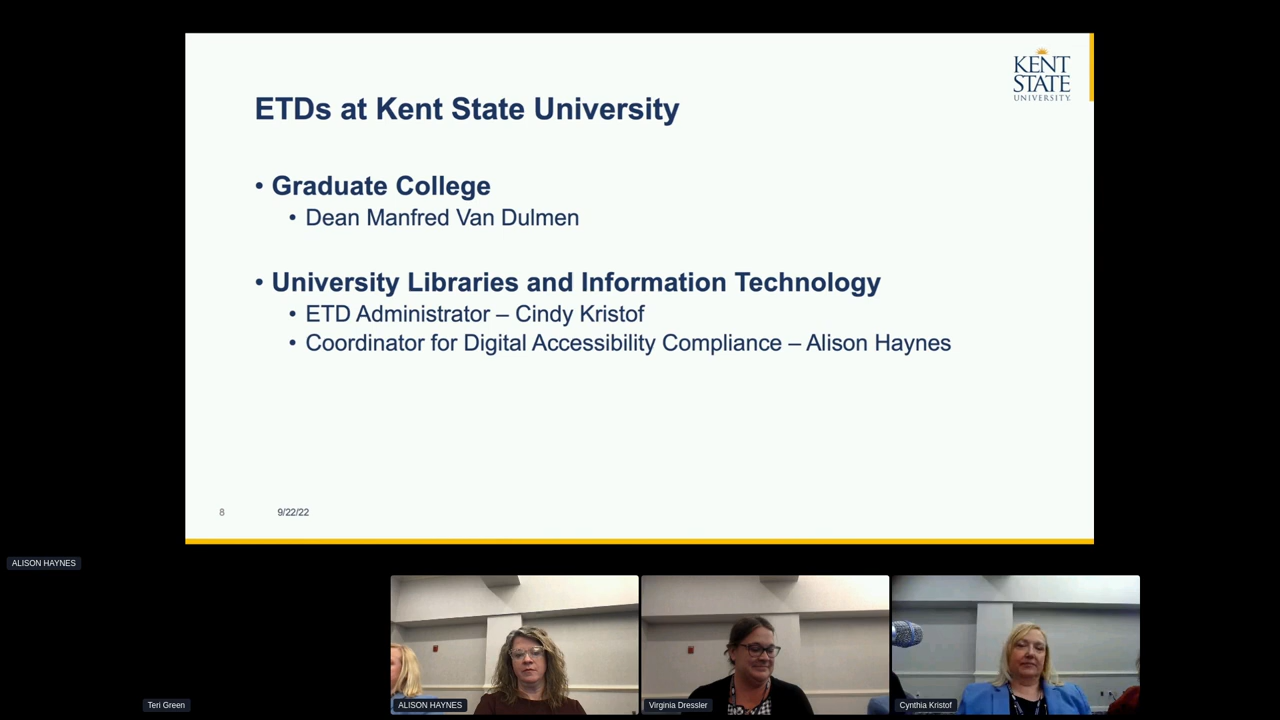 KENT
STATE
UNIVERSITY
ETDs at Kent State University
• Graduate College
• Dean Manfred Van Dulmen
• University Libraries and Information Technology
• ETD Administrator – Cindy Kristof
• Coordinator for Digital Accessibility Compliance – Alison Haynes
8 9/22/22
ALISON HAYNES
Teri Green
ALISON HAYNES
Virginia Dressler
Cynthia Kristof